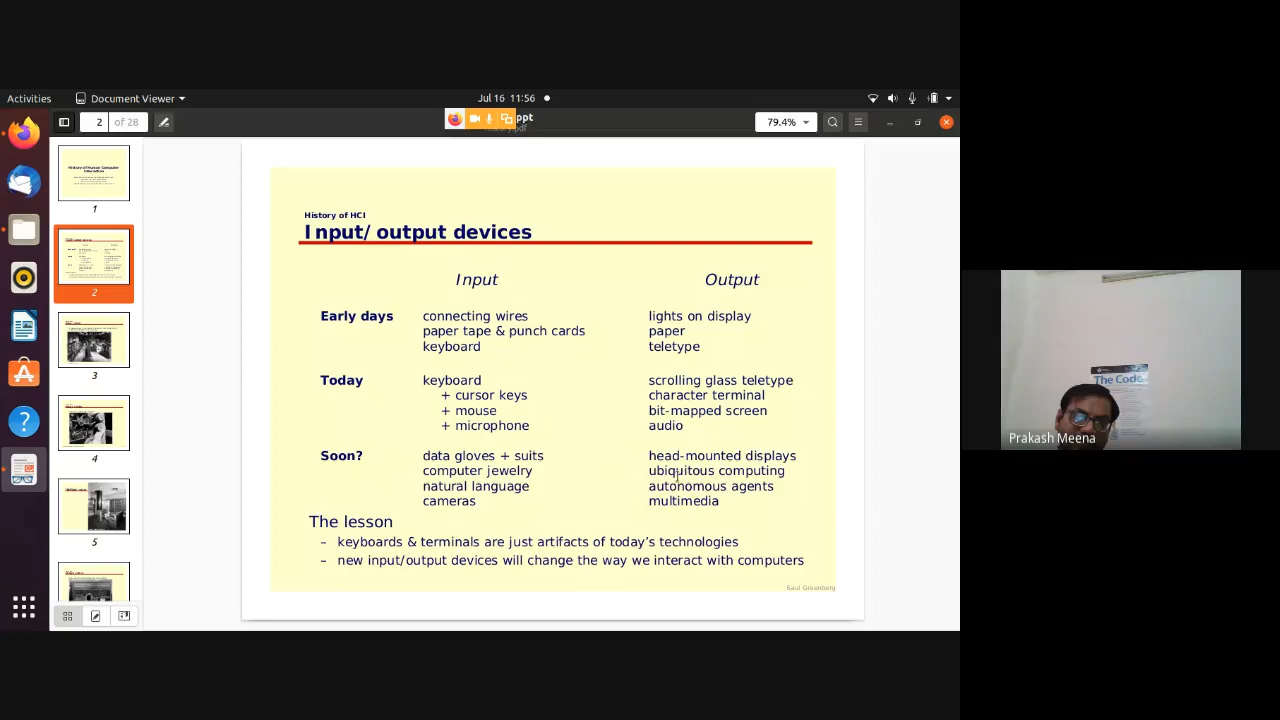 Activities
Document Viewer
Jul 16 11:56
2
of 28
ppt
79.4%
1
2
3
4
5
History of Human Computer
Interaction
History of HCI
Input/output devices
Input Output
Early days connecting wires lights on display
paper tape & punch cards paper
keyboard teletype
Today keyboard scrolling glass teletype
+ cursor keys character terminal
+ mouse bit-mapped screen
+ microphone audio
Soon? data gloves + suits head-mounted displays
computer jewelry ubiquitous computing
natural language autonomous agents
cameras multimedia
The lesson
– keyboards & terminals are just artifacts of today's technologies
– new input/output devices will change the way we interact with computers
Saul Greenberg
The Code
Prakash Meena